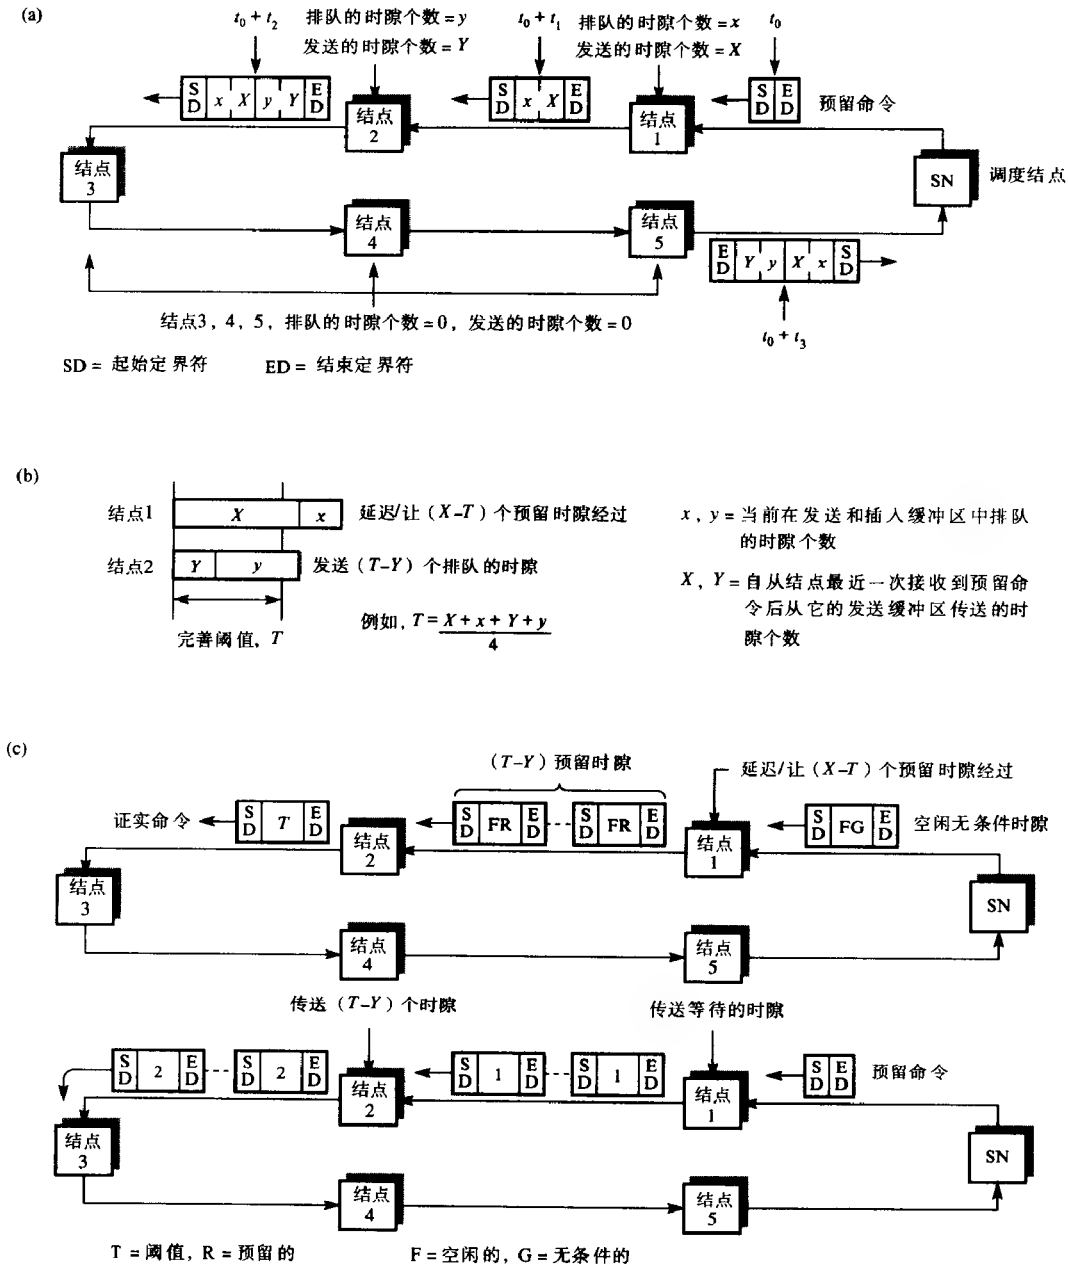 (a)
t₀ + t₂ 排队的时隙个数 = y t₀ + t₁ 排队的时隙个数 = x t₀
发送的时隙个数 = Y 发送的时隙个数 = X
SD x X y Y ED
SD x X ED
SD ED 预留命令
结点 2
结点 1
结点 3
SN 调度结点
结点 4
结点 5
ED Y y X x SD
t₀ + t₃
结点3, 4, 5, 排队的时隙个数 = 0, 发送的时隙个数 = 0
SD = 起始定界符 ED = 结束定界符
(b)
结点1 X x 延迟/让 (X–T) 个预留时隙经过
结点2 Y y 发送 (T–Y) 个排队的时隙
完善阈值, T
例如, T = X + x + Y + y
4
x, y = 当前在发送和插入缓冲区中排队
的时隙个数
X, Y = 自从结点最近一次接收到预留命
令后从它的发送缓冲区传送的时
隙个数
(c)
(T–Y) 预留时隙
延迟/让 (X–T) 个预留时隙经过
证实命令 SD T ED
SD FR ED SD FR ED
SD FG ED 空闲无条件时隙
结点 2
结点 1
结点 3
SN
结点 4
结点 5
传送 (T–Y) 个时隙 传送等待的时隙
SD 2 ED SD 2 ED
SD 1 ED SD 1 ED
SD ED 预留命令
结点 2
结点 1
结点 3
SN
结点 4
结点 5
T = 阈值, R = 预留的 F = 空闲的, G = 无条件的